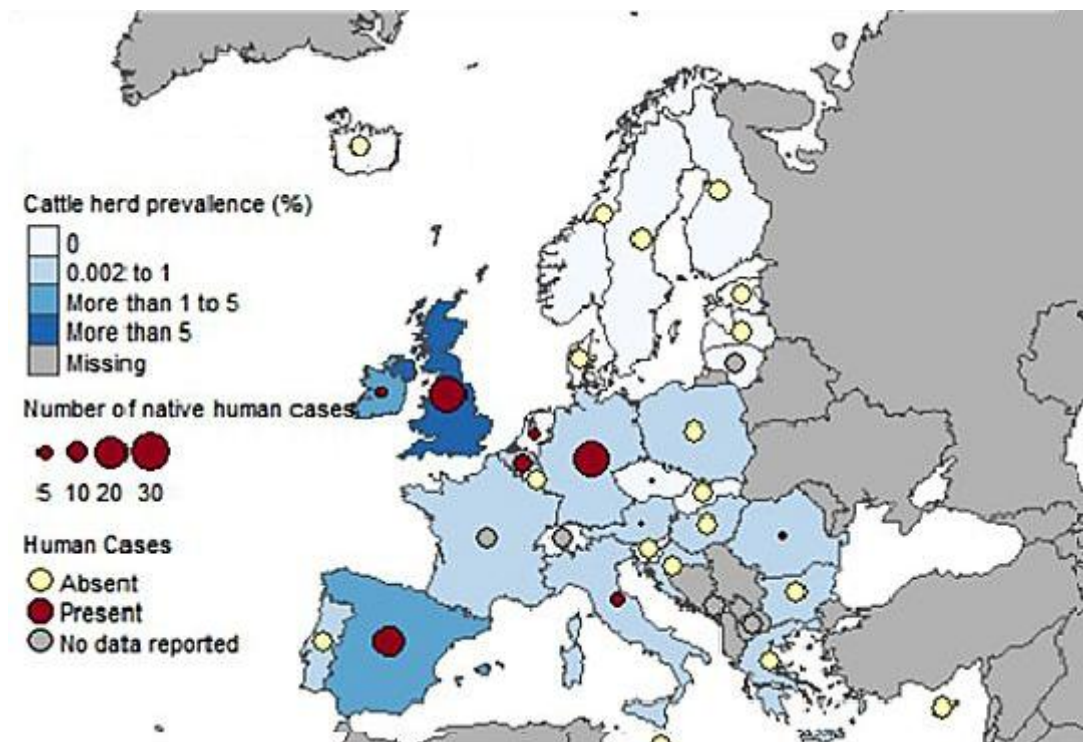 Cattle herd prevalence (%)
0
0.002 to 1
More than 1 to 5
More than 5
Missing
Number of native human cases
5 10 20 30
Human Cases
Absent
Present
No data reported